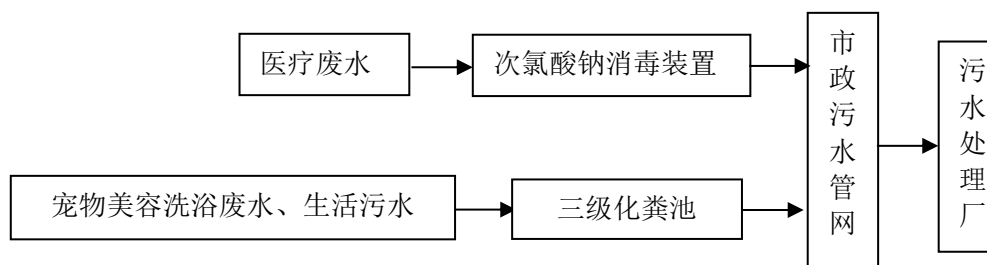 医疗废水
次氯酸钠消毒装置
宠物美容洗浴废水、生活污水
三级化粪池
市政污水管网
污水处理厂